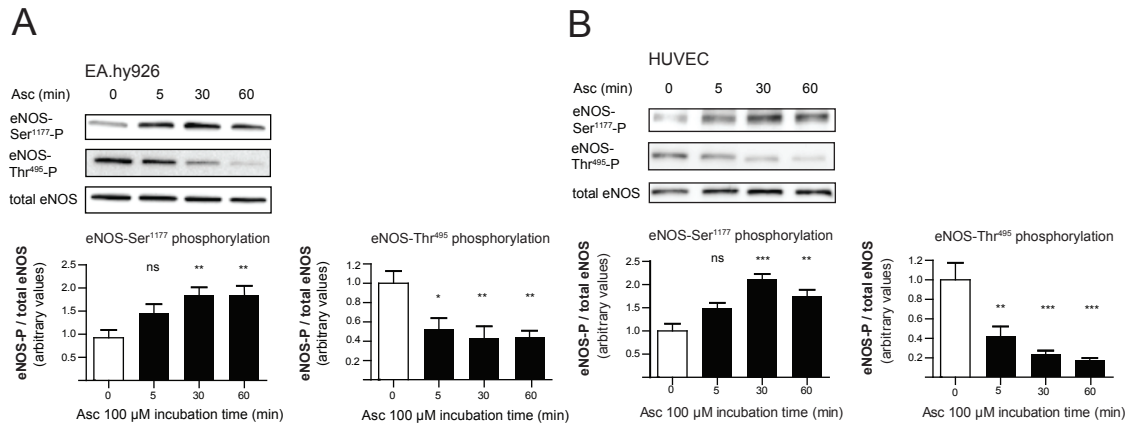 A
EA.hy926
Asc (min) 0 5 30 60
eNOS-
Ser¹¹⁷⁷-P
eNOS-
Thr⁴⁹⁵-P
total eNOS
eNOS-Ser¹¹⁷⁷ phosphorylation
eNOS-P / total eNOS
(arbitrary values)
2.5
2.0
1.5
1.0
0.5
ns ** **
0 5 30 60
Asc 100 µM incubation time (min)
eNOS-Thr⁴⁹⁵ phosphorylation
eNOS-P / total eNOS
(arbitrary values)
1.2
1.0
0.8
0.6
0.4
0.2
0
* ** **
0 5 30 60
Asc 100 µM incubation time (min)
B
HUVEC
Asc (min) 0 5 30 60
eNOS-
Ser¹¹⁷⁷-P
eNOS-
Thr⁴⁹⁵-P
total eNOS
eNOS-Ser¹¹⁷⁷ phosphorylation
eNOS-P / total eNOS
(arbitrary values)
2.5
2.0
1.5
1.0
0.5
ns *** **
0 5 30 60
Asc 100 µM incubation time (min)
eNOS-Thr⁴⁹⁵ phosphorylation
eNOS-P / total eNOS
(arbitrary values)
1.2
1.0
0.8
0.6
0.4
0.2
** *** ***
0 5 30 60
Asc 100 µM incubation time (min)